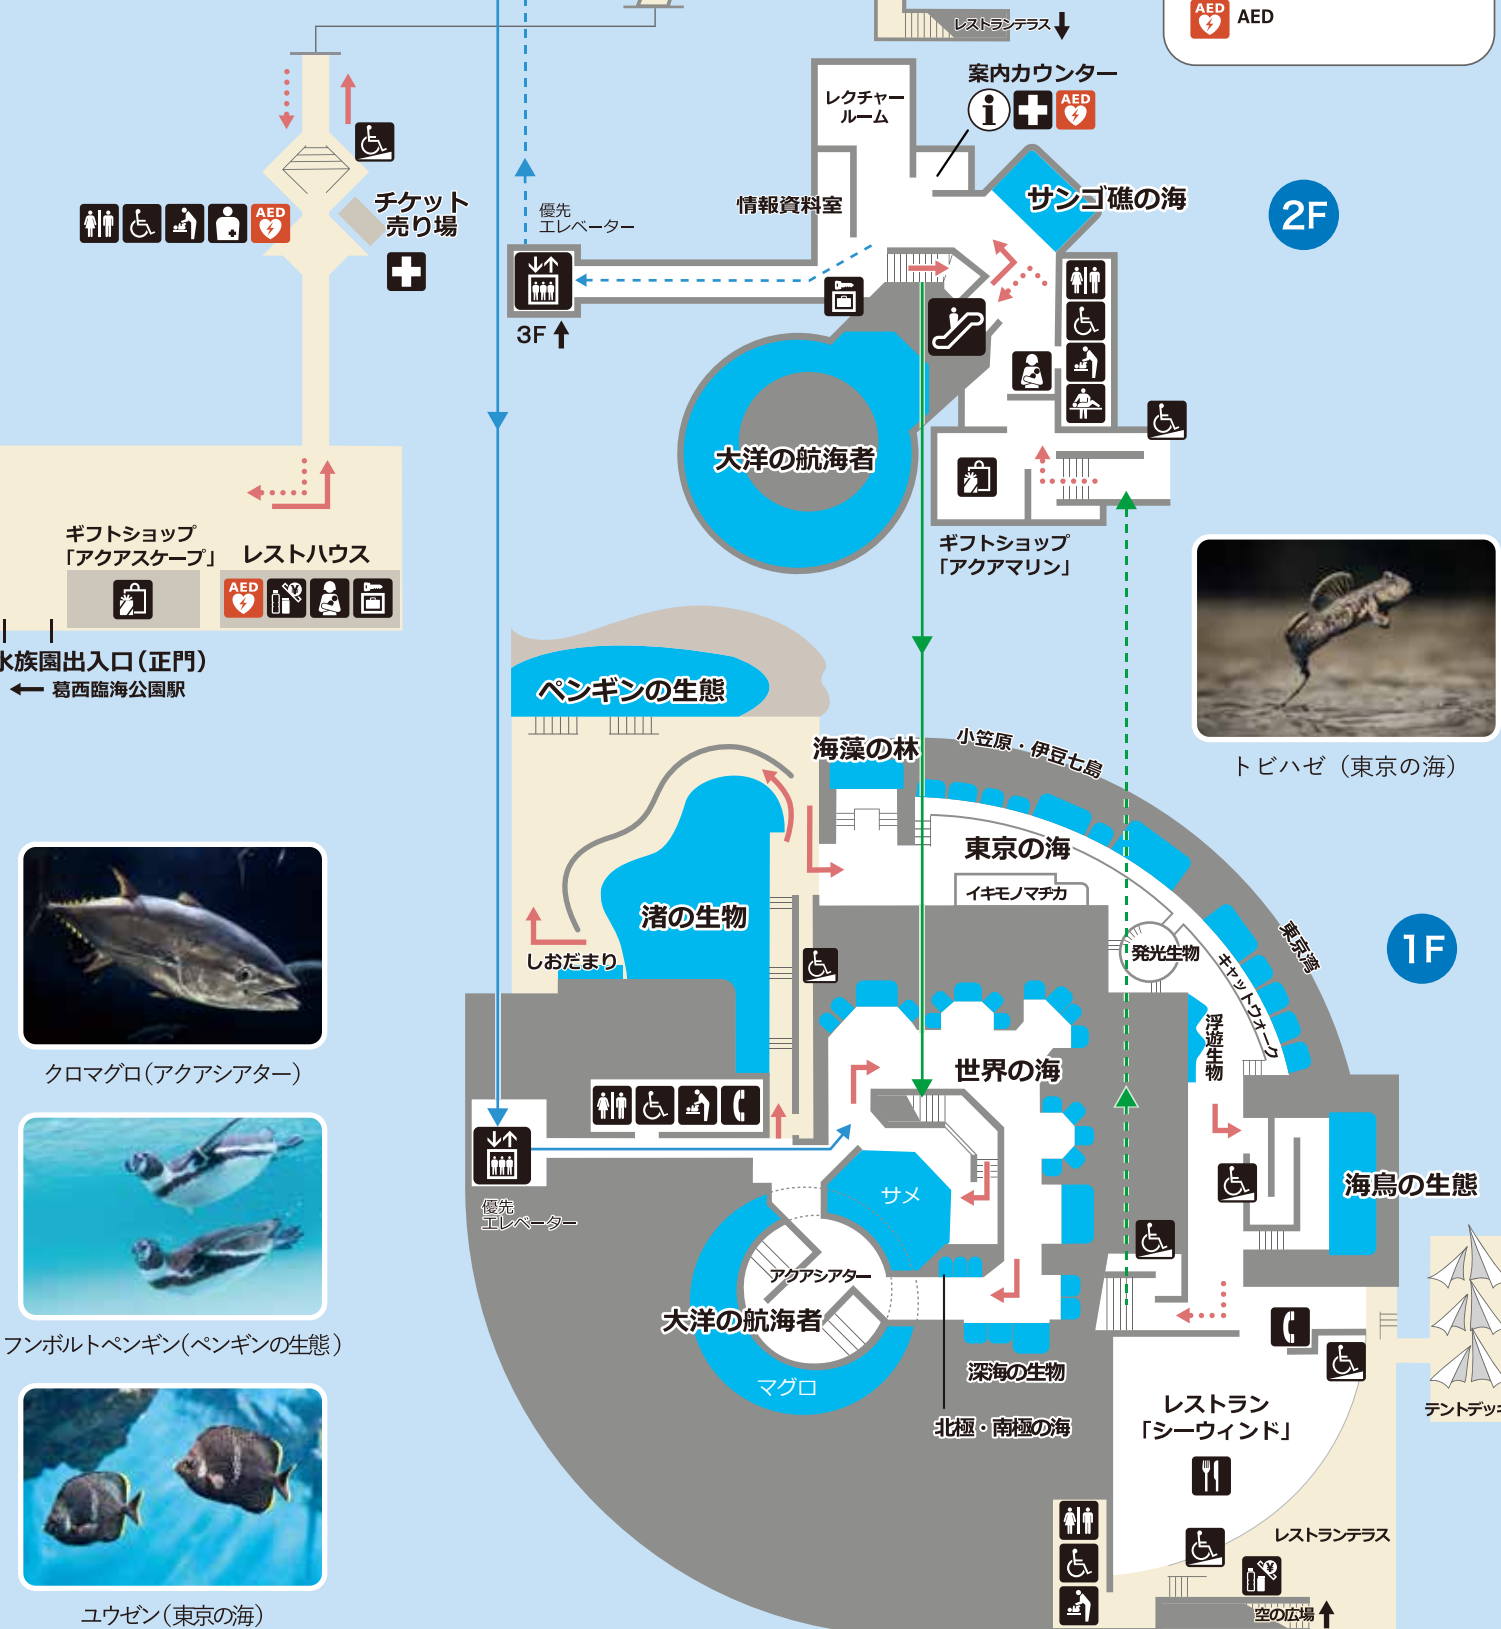 レストランテラス
AED
AED
案内カウンター
i
AED
レクチャー
ルーム
サンゴ礁の海
2F
情報資料室
優先
エレベーター
3F
チケット
売り場
AED
大洋の航海者
ギフトショップ
「アクアマリン」
ギフトショップ
「アクアスケープ」
レストハウス
AED
水族園出入口(正門)
葛西臨海公園駅
トビハゼ(東京の海)
ペンギンの生態
海藻の林
小笠原・伊豆七島
東京の海
イキモノマヂカ
渚の生物
しおだまり
発光生物
東京湾
キャットウォーク
1F
浮遊生物
クロマグロ(アクアシアター)
世界の海
海鳥の生態
サメ
優先
エレベーター
アクアシアター
大洋の航海者
マグロ
深海の生物
北極・南極の海
フンボルトペンギン(ペンギンの生態)
レストラン
「シーウィンド」
テントデッキ
レストランテラス
空の広場
ユウゼン(東京の海)